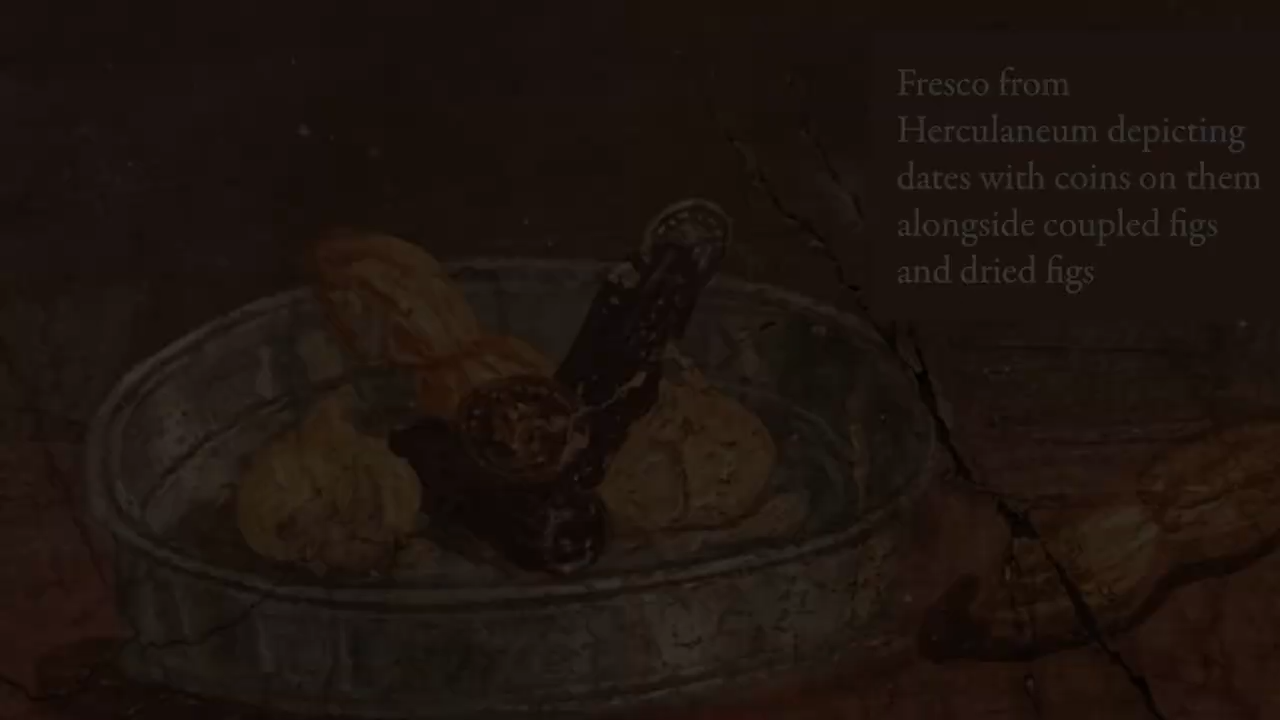 Fresco from
Herculaneum depicting
dates with coins on them
alongside coupled figs
and dried figs